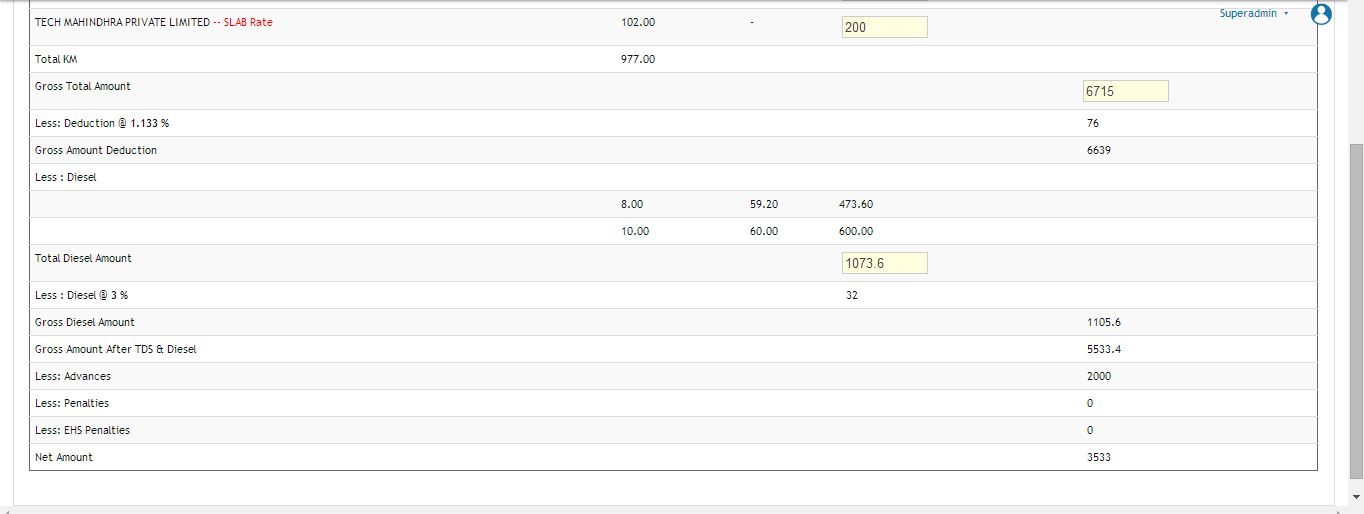 Superadmin
TECH MAHINDHRA PRIVATE LIMITED -- SLAB Rate 102.00 - 200
Total KM 977.00
Gross Total Amount 6715
Less: Deduction @ 1.133 % 76
Gross Amount Deduction 6639
Less : Diesel
8.00 59.20 473.60
10.00 60.00 600.00
Total Diesel Amount 1073.6
Less : Diesel @ 3 % 32
Gross Diesel Amount 1105.6
Gross Amount After TDS & Diesel 5533.4
Less: Advances 2000
Less: Penalties 0
Less: EHS Penalties 0
Net Amount 3533